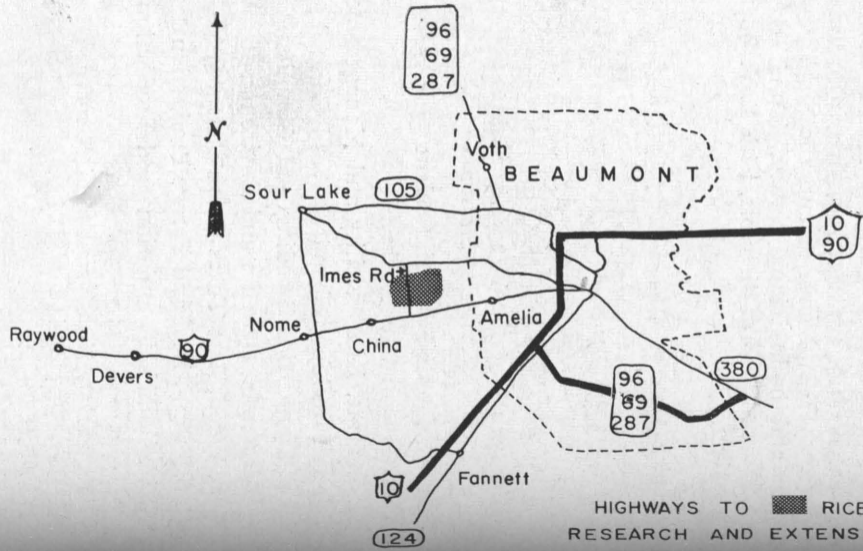 96
69
287
N
Voth
BEAUMONT
Sour Lake
105
10
90
Imes Rd
Raywood
90
Nome
China
Amelia
Devers
380
96
69
287
10
Fannett
124
HIGHWAYS TO RICE
RESEARCH AND EXTENS